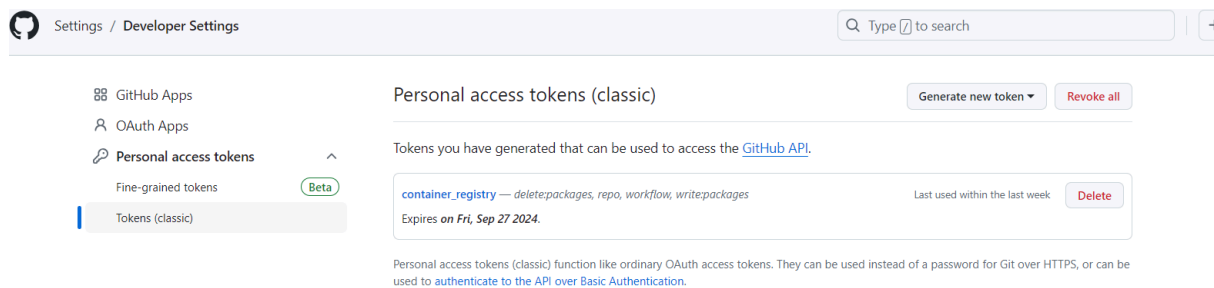 Settings / Developer Settings
Type / to search
GitHub Apps
OAuth Apps
Personal access tokens
Fine-grained tokens Beta
Tokens (classic)
Personal access tokens (classic)
Generate new token
Revoke all
Tokens you have generated that can be used to access the GitHub API.
container_registry — delete:packages, repo, workflow, write:packages
Last used within the last week
Delete
Expires on Fri, Sep 27 2024.
Personal access tokens (classic) function like ordinary OAuth access tokens. They can be used instead of a password for Git over HTTPS, or can be
used to authenticate to the API over Basic Authentication.